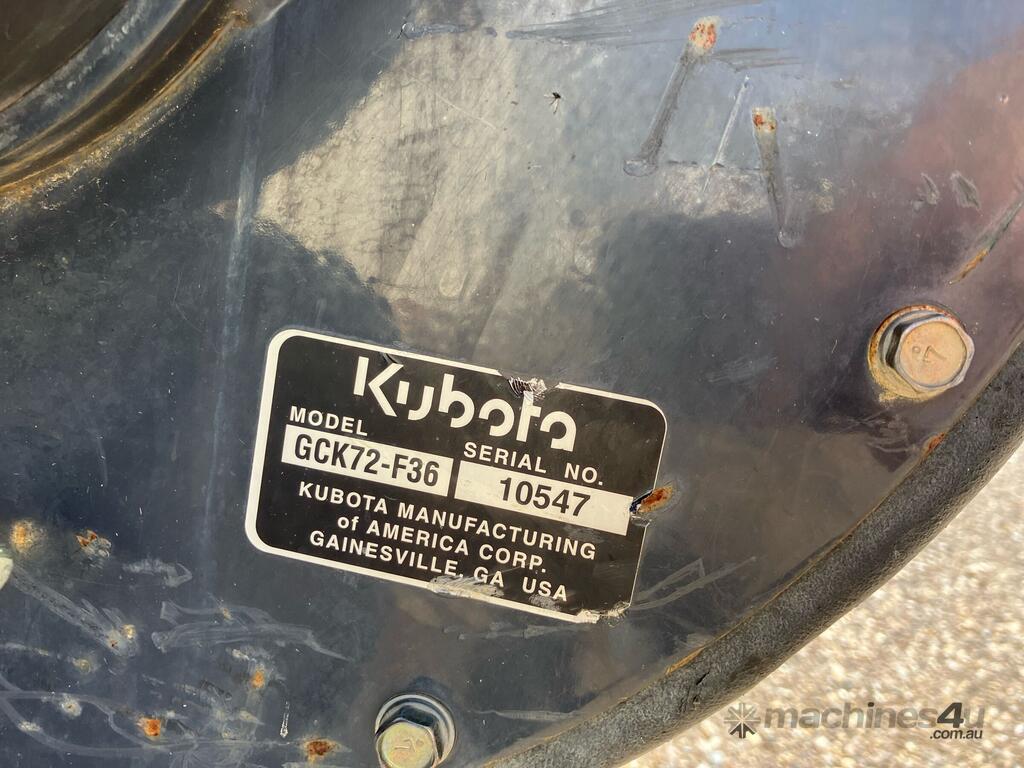 Kubota
MODEL
SERIAL NO.
GCK72-F36
10547
KUBOTA MANUFACTURING
of AMERICA CORP.
GAINESVILLE, GA USA
machines4u
.com.au